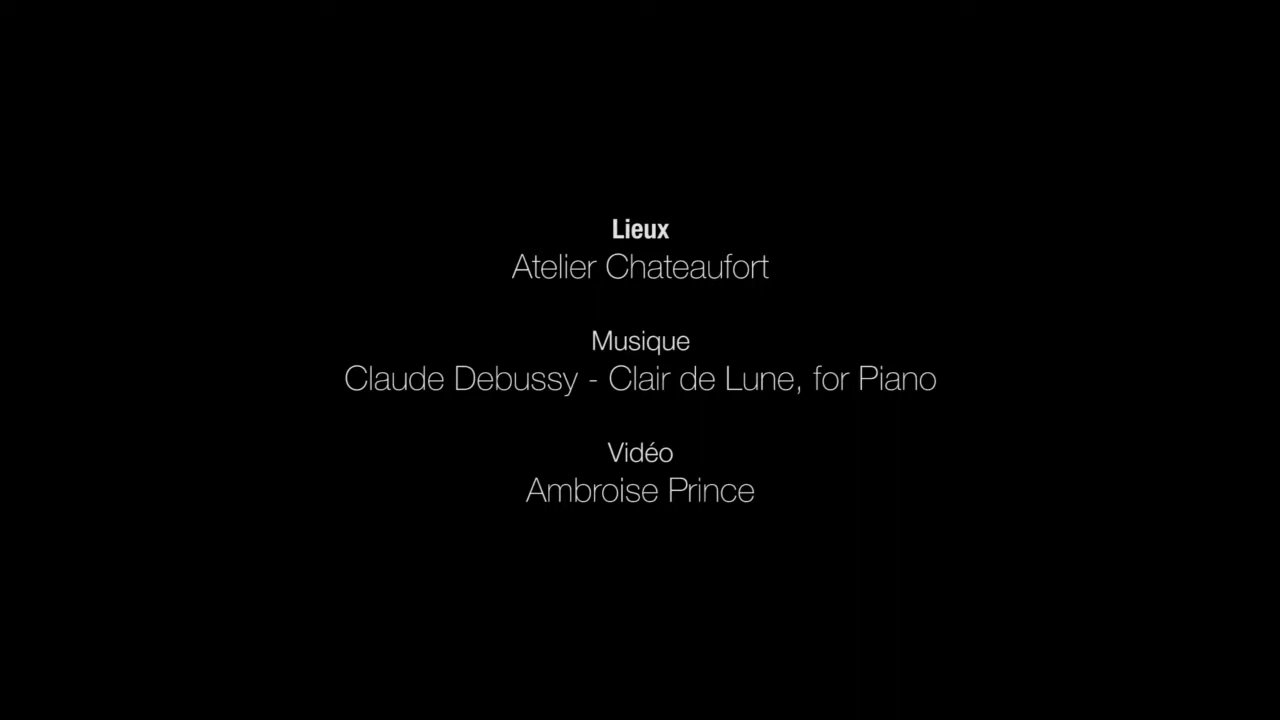 Lieux
Atelier Chateaufort
Musique
Claude Debussy - Clair de Lune, for Piano
Vidéo
Ambroise Prince